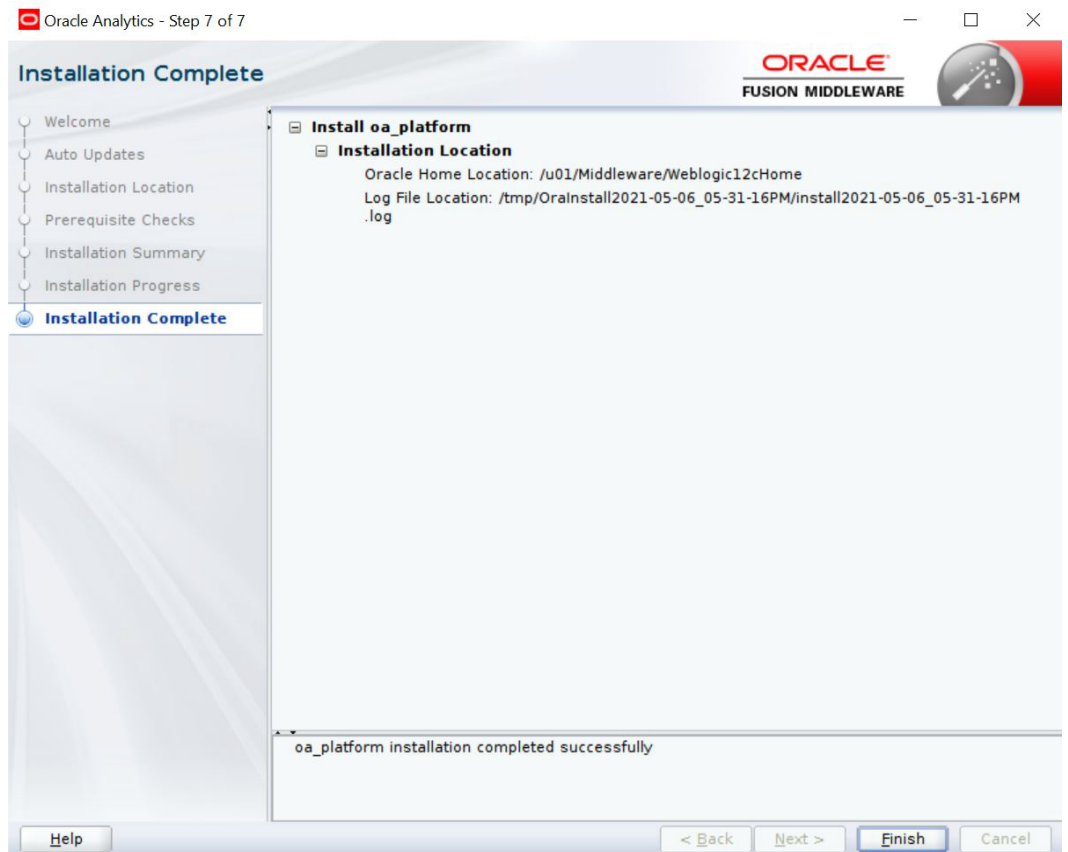 Oracle Analytics - Step 7 of 7
Installation Complete
ORACLE
FUSION MIDDLEWARE
Welcome
Auto Updates
Installation Location
Prerequisite Checks
Installation Summary
Installation Progress
Installation Complete
Install oa_platform
Installation Location
Oracle Home Location: /u01/Middleware/Weblogic12cHome
Log File Location: /tmp/OraInstall2021-05-06_05-31-16PM/install2021-05-06_05-31-16PM
.log
oa_platform installation completed successfully
Help
< Back
Next >
Finish
Cancel